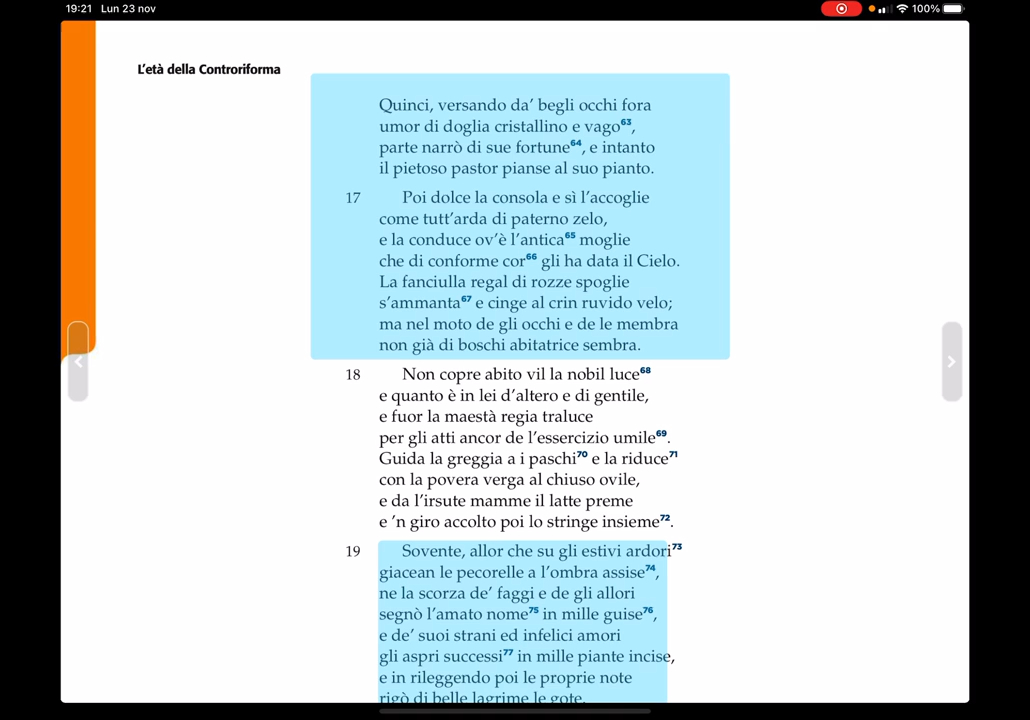 19:21 Lun 23 nov 100%
L'età della Controriforma
Quinci, versando da' begli occhi fora
umor di doglia cristallino e vago63,
parte narrò di sue fortune64, e intanto
il pietoso pastor pianse al suo pianto.
17 Poi dolce la consola e sì l'accoglie
come tutt'arda di paterno zelo,
e la conduce ov'è l'antica65 moglie
che di conforme cor66 gli ha data il Cielo.
La fanciulla regal di rozze spoglie
s'ammanta67 e cinge al crin ruvido velo;
ma nel moto de gli occhi e de le membra
non già di boschi abitatrice sembra.
18 Non copre abito vil la nobil luce68
e quanto è in lei d'altero e di gentile,
e fuor la maestà regia traluce
per gli atti ancor de l'essercizio umile69.
Guida la greggia a i paschi70 e la riduce71
con la povera verga al chiuso ovile,
e da l'irsute mamme il latte preme
e 'n giro accolto poi lo stringe insieme72.
19 Sovente, allor che su gli estivi ardori73
giacean le pecorelle a l'ombra assise74,
ne la scorza de' faggi e de gli allori
segnò l'amato nome75 in mille guise76,
e de' suoi strani ed infelici amori
gli aspri successi77 in mille piante incise,
e in rileggendo poi le proprie note
rigò di belle lagrime le gote.